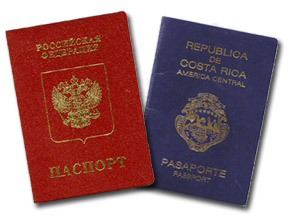 РОССИЙСКАЯ
ФЕДЕРАЦИЯ
ПАСПОРТ
REPUBLICA
DE
COSTA RICA
AMERICA CENTRAL
PASAPORTE
PASSPORT